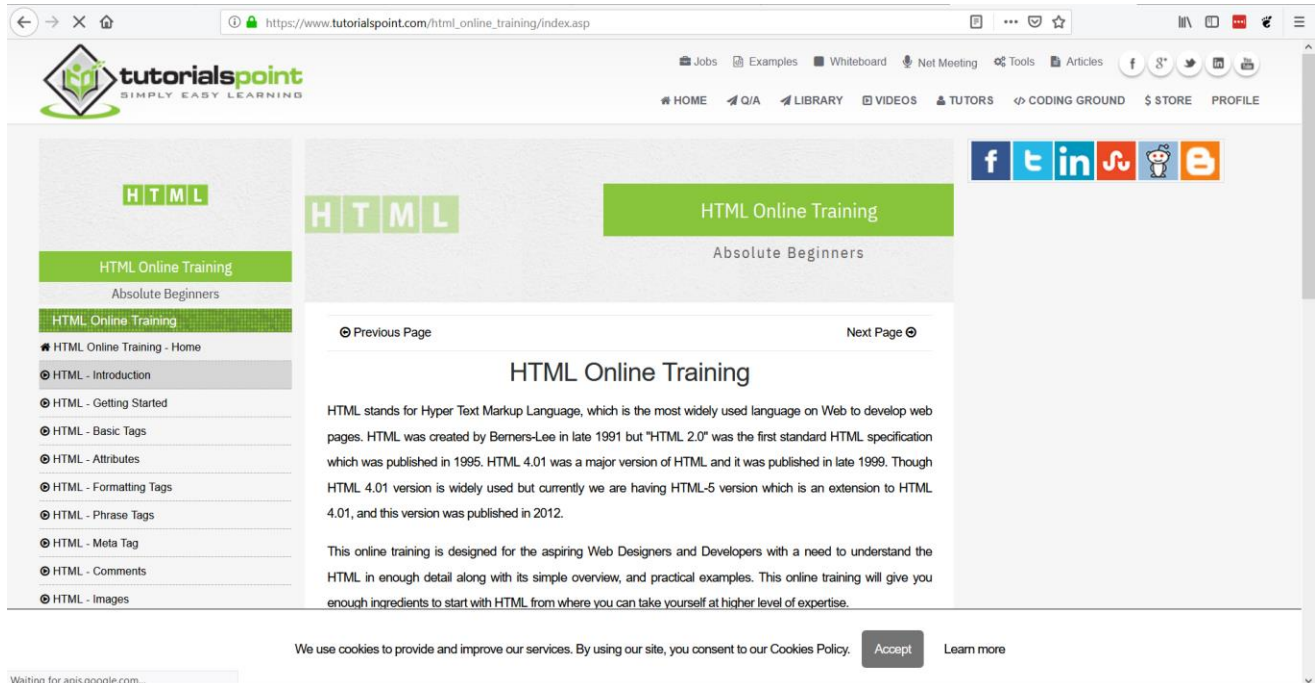 https://www.tutorialspoint.com/html_online_training/index.asp
tutorialspoint
SIMPLY EASY LEARNING
Jobs Examples Whiteboard Net Meeting Tools Articles
HOME Q/A LIBRARY VIDEOS TUTORS CODING GROUND $ STORE PROFILE
HTML
HTML Online Training
Absolute Beginners
HTML Online Training
HTML Online Training - Home
HTML - Introduction
HTML - Getting Started
HTML - Basic Tags
HTML - Attributes
HTML - Formatting Tags
HTML - Phrase Tags
HTML - Meta Tag
HTML - Comments
HTML - Images
HTML
HTML Online Training
Absolute Beginners
Previous Page Next Page
HTML Online Training
HTML stands for Hyper Text Markup Language, which is the most widely used language on Web to develop web
pages. HTML was created by Berners-Lee in late 1991 but "HTML 2.0" was the first standard HTML specification
which was published in 1995. HTML 4.01 was a major version of HTML and it was published in late 1999. Though
HTML 4.01 version is widely used but currently we are having HTML-5 version which is an extension to HTML
4.01, and this version was published in 2012.
This online training is designed for the aspiring Web Designers and Developers with a need to understand the
HTML in enough detail along with its simple overview, and practical examples. This online training will give you
enough ingredients to start with HTML from where you can take yourself at higher level of expertise.
We use cookies to provide and improve our services. By using our site, you consent to our Cookies Policy. Accept Learn more
Waiting for apis.google.com...